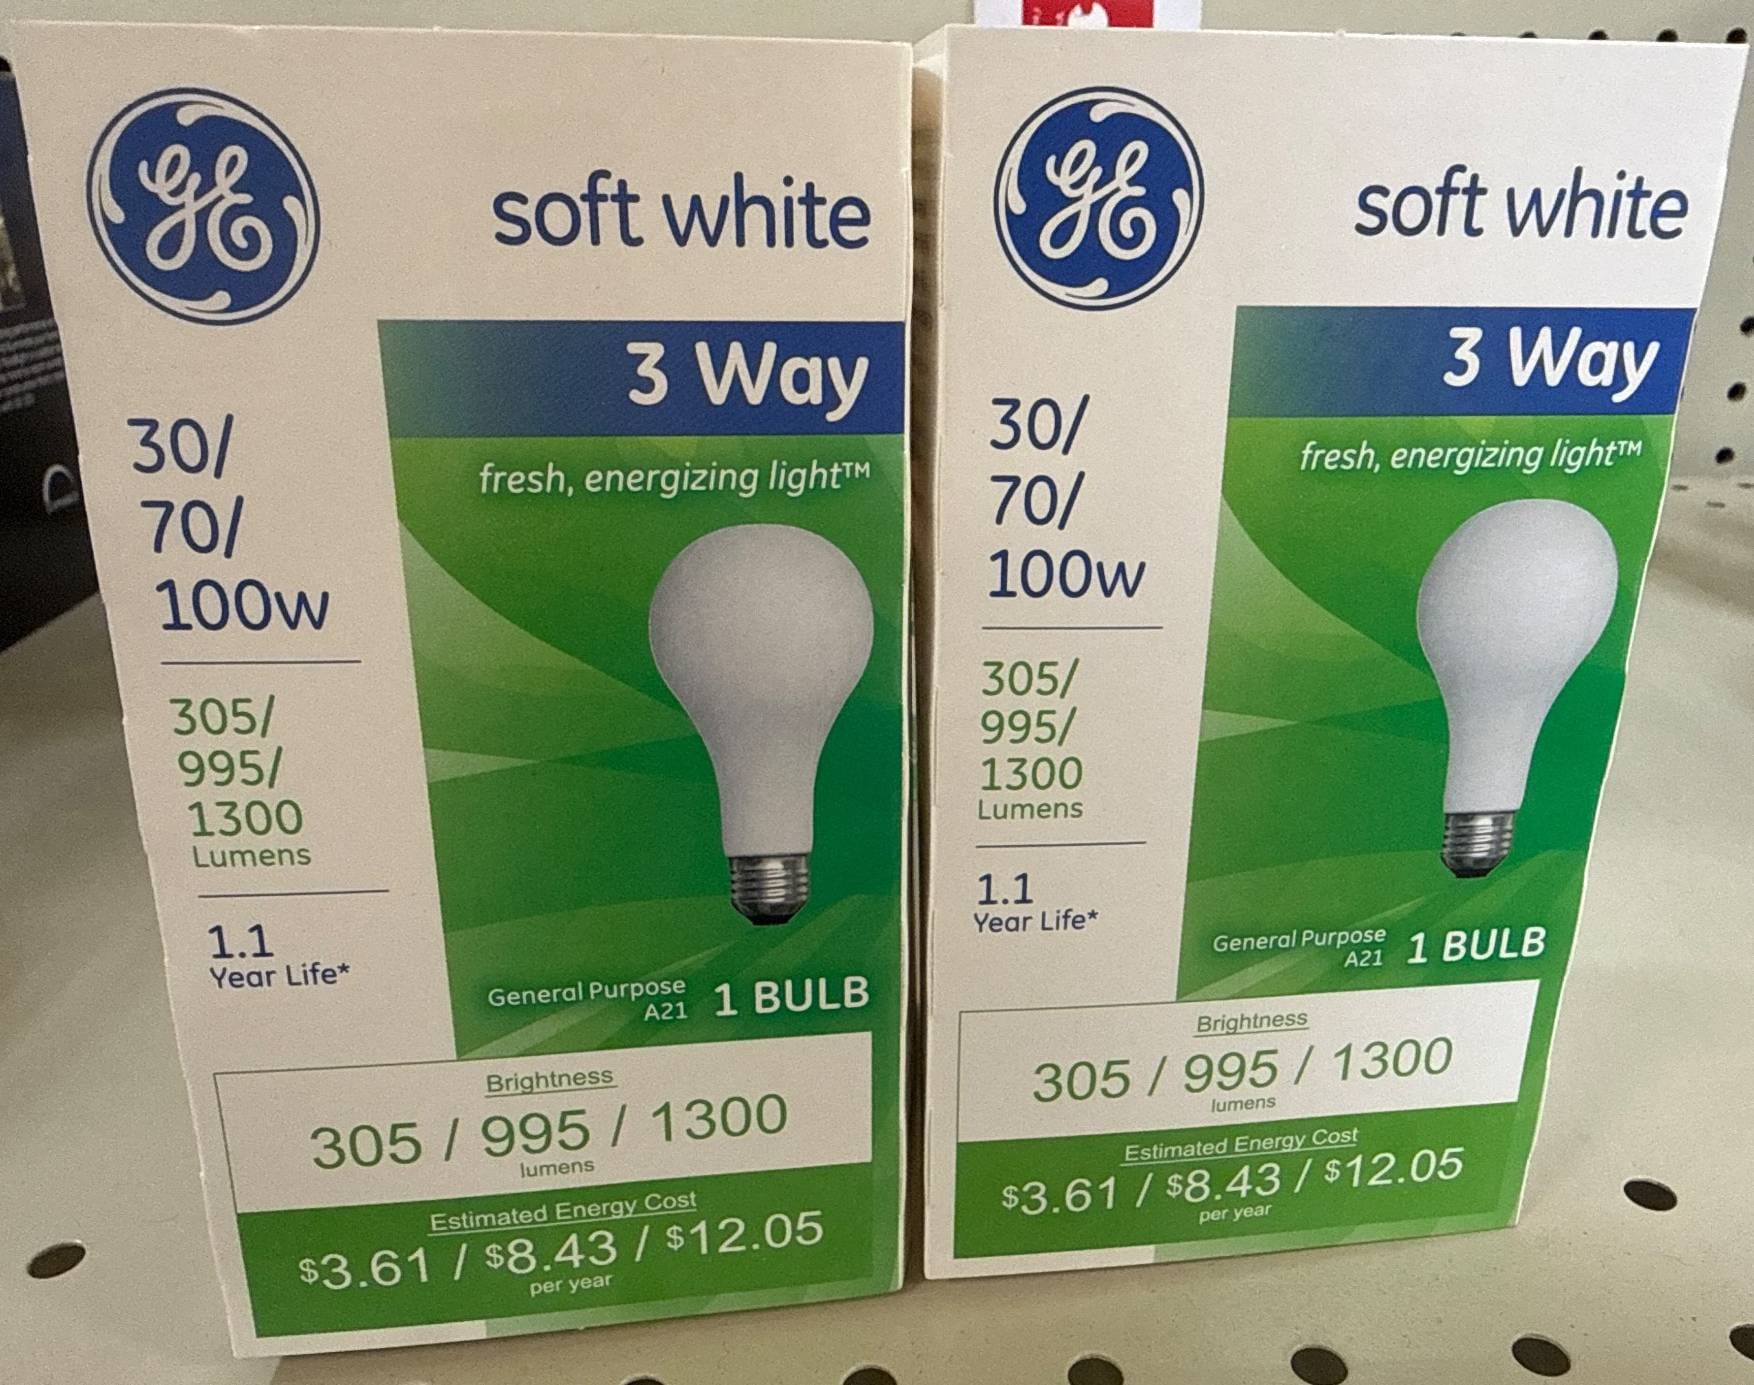 GE
soft white
3 Way
fresh, energizing light™
30/
70/
100w
305/
995/
1300
Lumens
1.1
Year Life*
General Purpose
A21
1 BULB
Brightness
305 / 995 / 1300
lumens
Estimated Energy Cost
$3.61 / $8.43 / $12.05
per year
GE
soft white
3 Way
fresh, energizing light™
30/
70/
100w
305/
995/
1300
Lumens
1.1
Year Life*
General Purpose
A21
1 BULB
Brightness
305 / 995 / 1300
lumens
Estimated Energy Cost
$3.61 / $8.43 / $12.05
per year